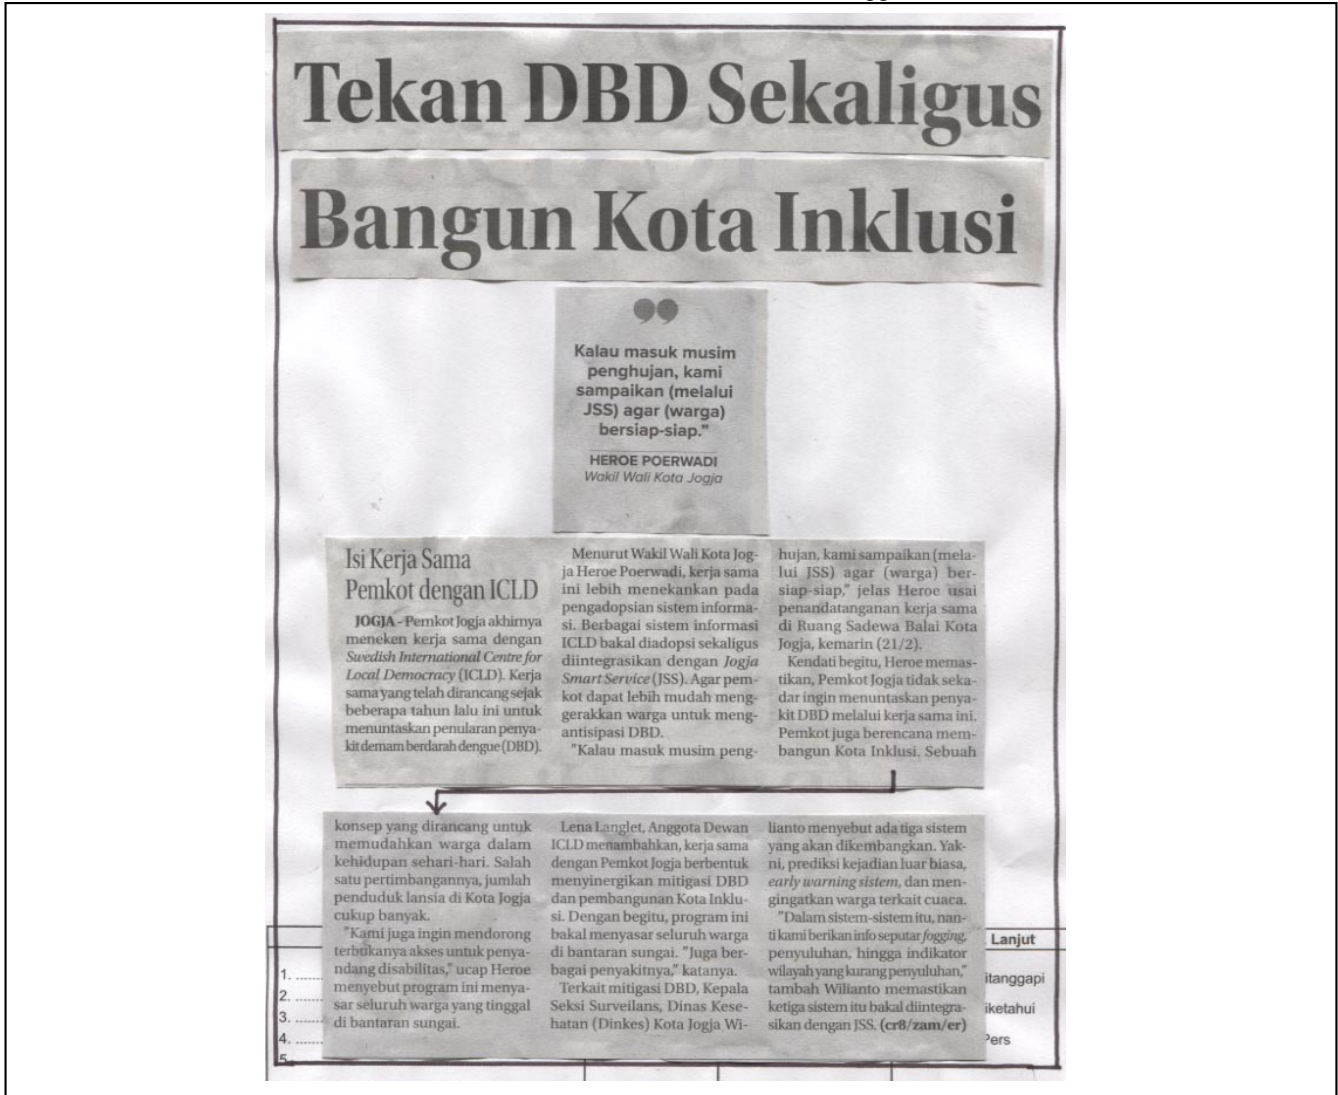 Tekan DBD Sekaligus
Bangun Kota Inklusi
Kalau masuk musim
penghujan, kami
sampaikan (melalui
JSS) agar (warga)
bersiap-siap."
HEROE POERWADI
Wakil Wali Kota Jogja
Isi Kerja Sama
Pemkot dengan ICLD
JOGJA - Pemkot Jogja akhirnya
meneken kerja sama dengan
Swedish International Centre for
Local Democracy (ICLD). Kerja
sama yang telah dirancang sejak
beberapa tahun lalu ini untuk
menuntaskan penularan penya-
kit demam berdarah dengue (DBD).
Menurut Wakil Wali Kota Jog-
ja Heroe Poerwadi, kerja sama
ini lebih menekankan pada
pengadopsian sistem informa-
si. Berbagai sistem informasi
ICLD bakal diadopsi sekaligus
diintegrasikan dengan Jogja
Smart Service (JSS). Agar pem-
kot dapat lebih mudah meng-
gerakkan warga untuk meng-
antisipasi DBD.
"Kalau masuk musim peng-
hujan, kami sampaikan (mela-
lui JSS) agar (warga) ber-
siap-siap," jelas Heroe usai
penandatanganan kerja sama
di Ruang Sadewa Balai Kota
Jogja, kemarin (21/2).
Kendati begitu, Heroe memas-
tikan, Pemkot Jogja tidak seka-
dar ingin menuntaskan penya-
kit DBD melalui kerja sama ini.
Pemkot juga berencana mem-
bangun Kota Inklusi. Sebuah
konsep yang dirancang untuk
memudahkan warga dalam
kehidupan sehari-hari. Salah
satu pertimbangannya, jumlah
penduduk lansia di Kota Jogja
cukup banyak.
"Kami juga ingin mendorong
terbukanya akses untuk penya-
ndang disabilitas," ucap Heroe
menyebut program ini menya-
sar seluruh warga yang tinggal
di bantaran sungai.
Lena Langlet, Anggota Dewan
ICLD menambahkan, kerja sama
dengan Pemkot Jogja berbentuk
menyinergikan mitigasi DBD
dan pembangunan Kota Inklu-
si. Dengan begitu, program ini
bakal menyasar seluruh warga
di bantaran sungai. "Juga ber-
bagai penyakitnya," katanya.
Terkait mitigasi DBD, Kepala
Seksi Surveilans, Dinas Kese-
hatan (Dinkes) Kota Jogja Wi-
lianto menyebut ada tiga sistem
yang akan dikembangkan. Yak-
ni, prediksi kejadian luar biasa,
early warning sistem, dan men-
gingatkan warga terkait cuaca.
"Dalam sistem-sistem itu, nan-
ti kami berikan info seputar fogging,
penyuluhan, hingga indikator
wilayah yang kurang penyuluhan,"
tambah Wilianto memastikan
ketiga sistem itu bakal diintegra-
sikan dengan JSS. (cr8/zam/er)
Lanjut
1. ........
2. ........
3. ........
4. ........
5.
itanggapi
iketahui
Pers